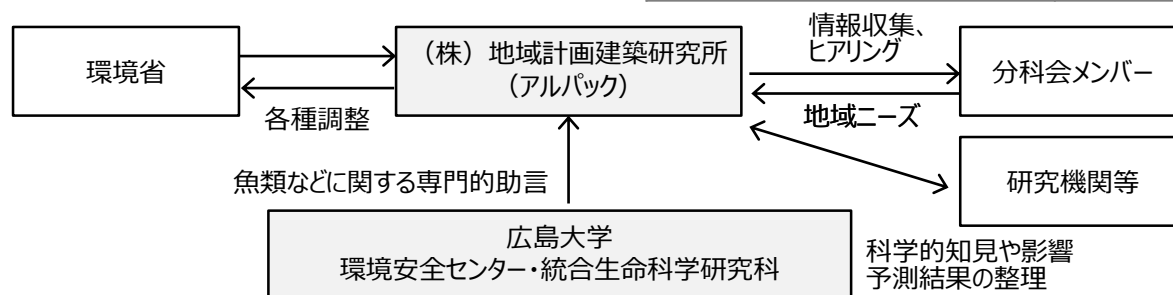 環境省
(株)地域計画建築研究所
(アルパック)
情報収集、
ヒアリング
分科会メンバー
各種調整
地域ニーズ
魚類などに関する専門的助言
研究機関等
広島大学
環境安全センター・統合生命科学研究科
科学的知見や影響
予測結果の整理